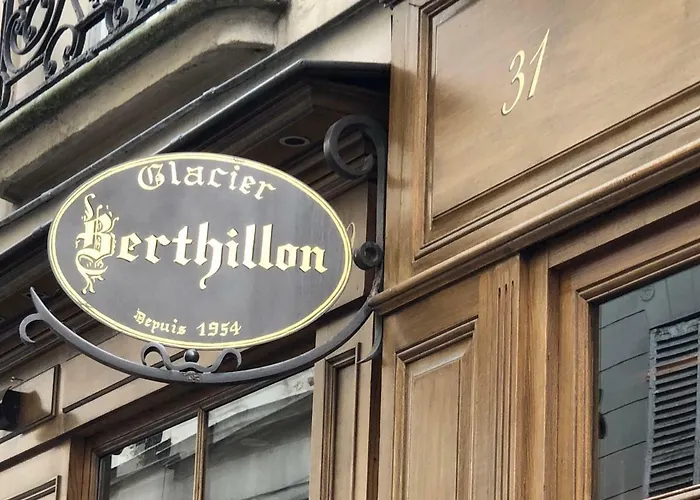 Glacier
Berthillon
Depuis 1954
31